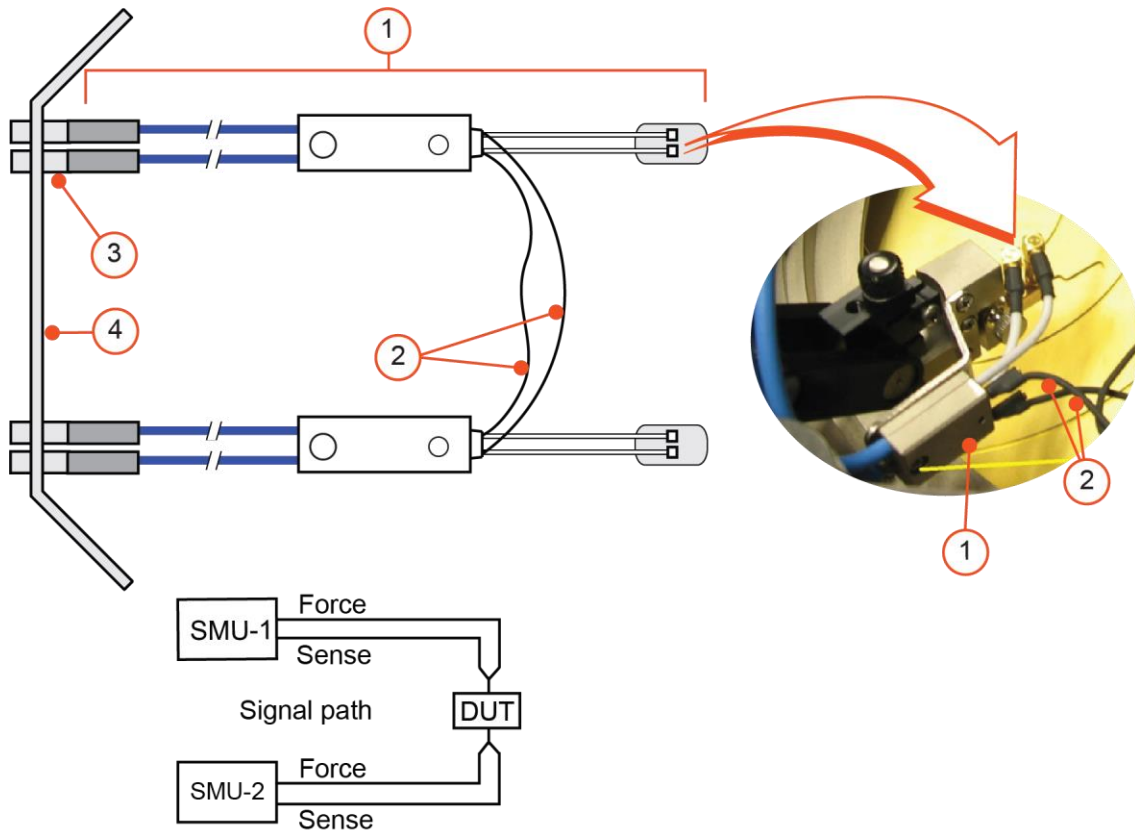 1
3
4
2
2
1
Force
SMU-1
Sense
Signal path
DUT
Force
SMU-2
Sense